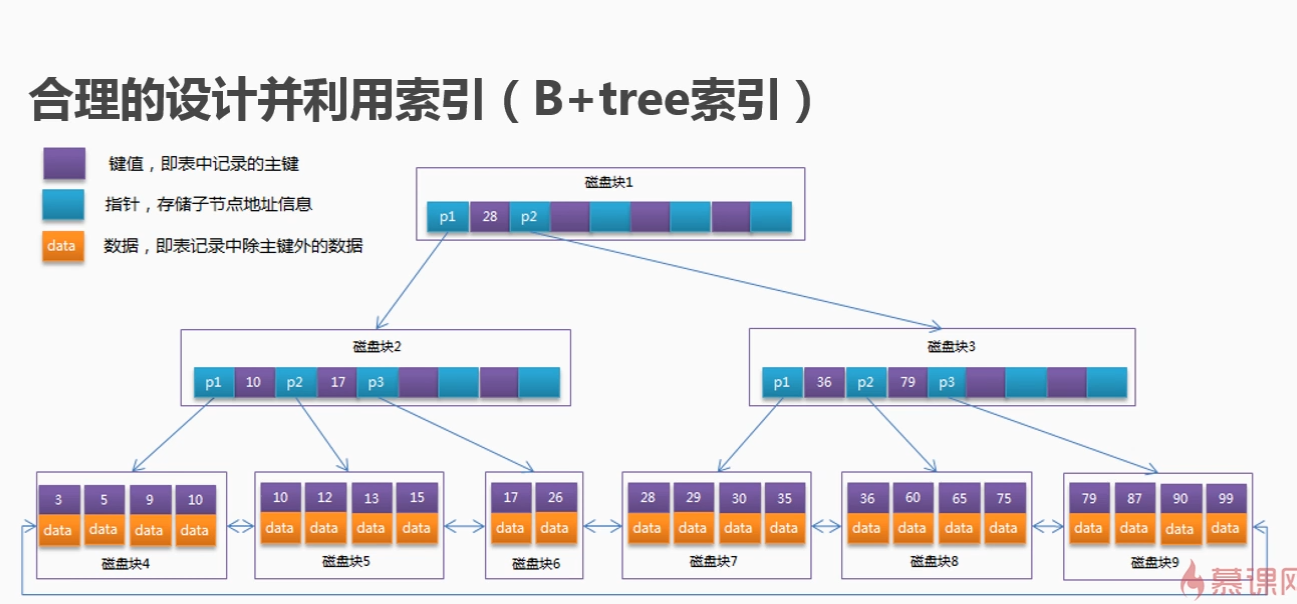 合理的设计并利用索引（B+tree索引）
键值，即表中记录的主键
指针，存储子节点地址信息
data 数据，即表记录中除主键外的数据
磁盘块1
p1 28 p2
磁盘块2
p1 10 p2 17 p3
磁盘块3
p1 36 p2 79 p3
3 5 9 10
data data data data
磁盘块4
10 12 13 15
data data data data
磁盘块5
17 26
data data
磁盘块6
28 29 30 35
data data data data
磁盘块7
36 60 65 75
data data data data
磁盘块8
79 87 90 99
data data data data
磁盘块9
慕课网